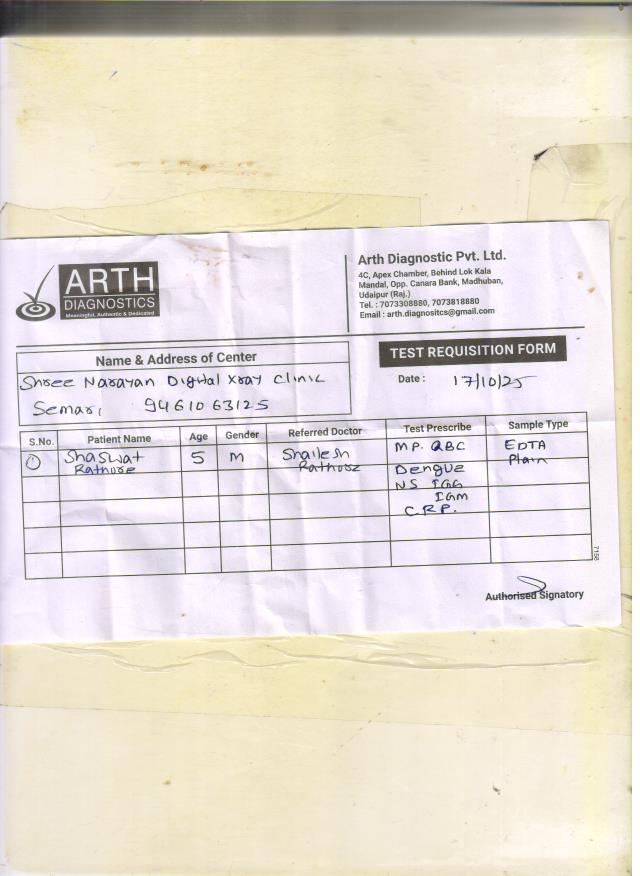 ARTH
DIAGNOSTICS
Meaningful, Authentic & Dedicated
Arth Diagnostic Pvt. Ltd.
4C, Apex Chamber, Behind Lok Kala
Mandal, Opp. Canara Bank, Madhuban,
Udaipur (Raj.)
Tel. : 7073308880, 7073818880
Email : arth.diagnositcs@gmail.com
Name & Address of Center
Shree Narayan Digital Xray Clinic
Semari, 9461063125
TEST REQUISITION FORM
Date : 17/10/25
S.No. Patient Name Age Gender Referred Doctor Test Prescribe Sample Type
① Shaswat 5 M Shailesh MP. QBC EDTA
Rathore Rathore Dengue Plain
NS IGG
IGM
C.R.P.
7158
Authorised Signatory